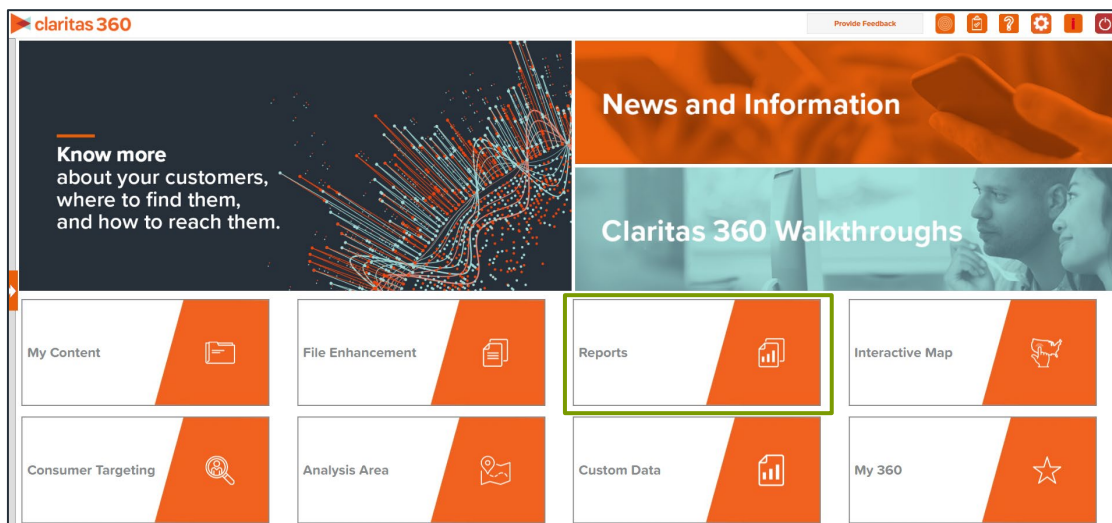 claritas 360
Provide Feedback
Know more
about your customers,
where to find them,
and how to reach them.
News and Information
Claritas 360 Walkthroughs
My Content
File Enhancement
Reports
Interactive Map
Consumer Targeting
Analysis Area
Custom Data
My 360